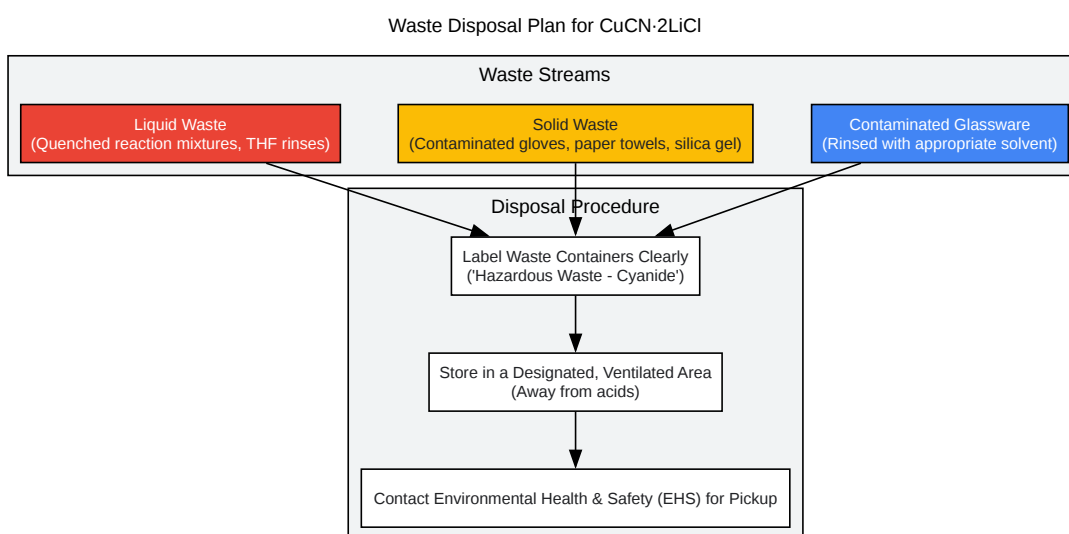 Waste Disposal Plan for CuCN·2LiCl
Waste Streams
Liquid Waste
(Quenched reaction mixtures, THF rinses)
Solid Waste
(Contaminated gloves, paper towels, silica gel)
Contaminated Glassware
(Rinsed with appropriate solvent)
Disposal Procedure
Label Waste Containers Clearly
('Hazardous Waste - Cyanide')
Store in a Designated, Ventilated Area
(Away from acids)
Contact Environmental Health & Safety (EHS) for Pickup